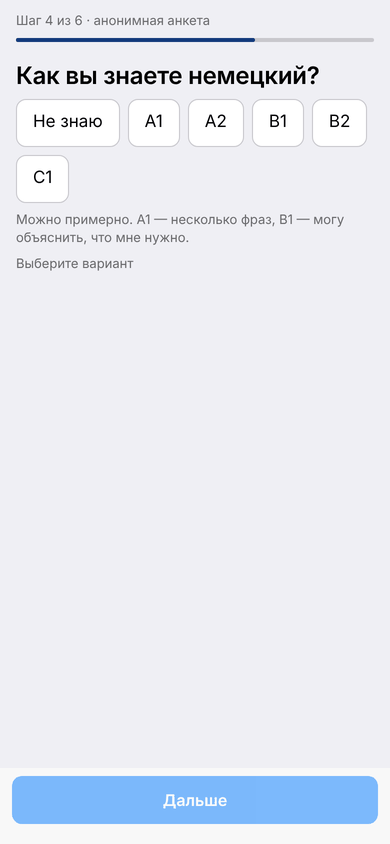 Шаг 4 из 6 · анонимная анкета
Как вы знаете немецкий?
Не знаю A1 A2 B1 B2
C1
Можно примерно. A1 — несколько фраз, B1 — могу
объяснить, что мне нужно.
Выберите вариант
Дальше